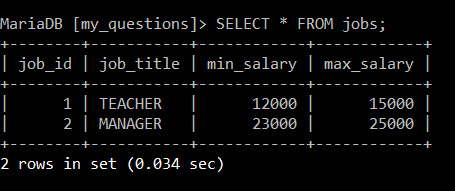 MariaDB [my_questions]> SELECT * FROM jobs;
+--------+-----------+------------+------------+
| job_id | job_title | min_salary | max_salary |
+--------+-----------+------------+------------+
|      1 | TEACHER   |      12000 |      15000 |
|      2 | MANAGER   |      23000 |      25000 |
+--------+-----------+------------+------------+
2 rows in set (0.034 sec)